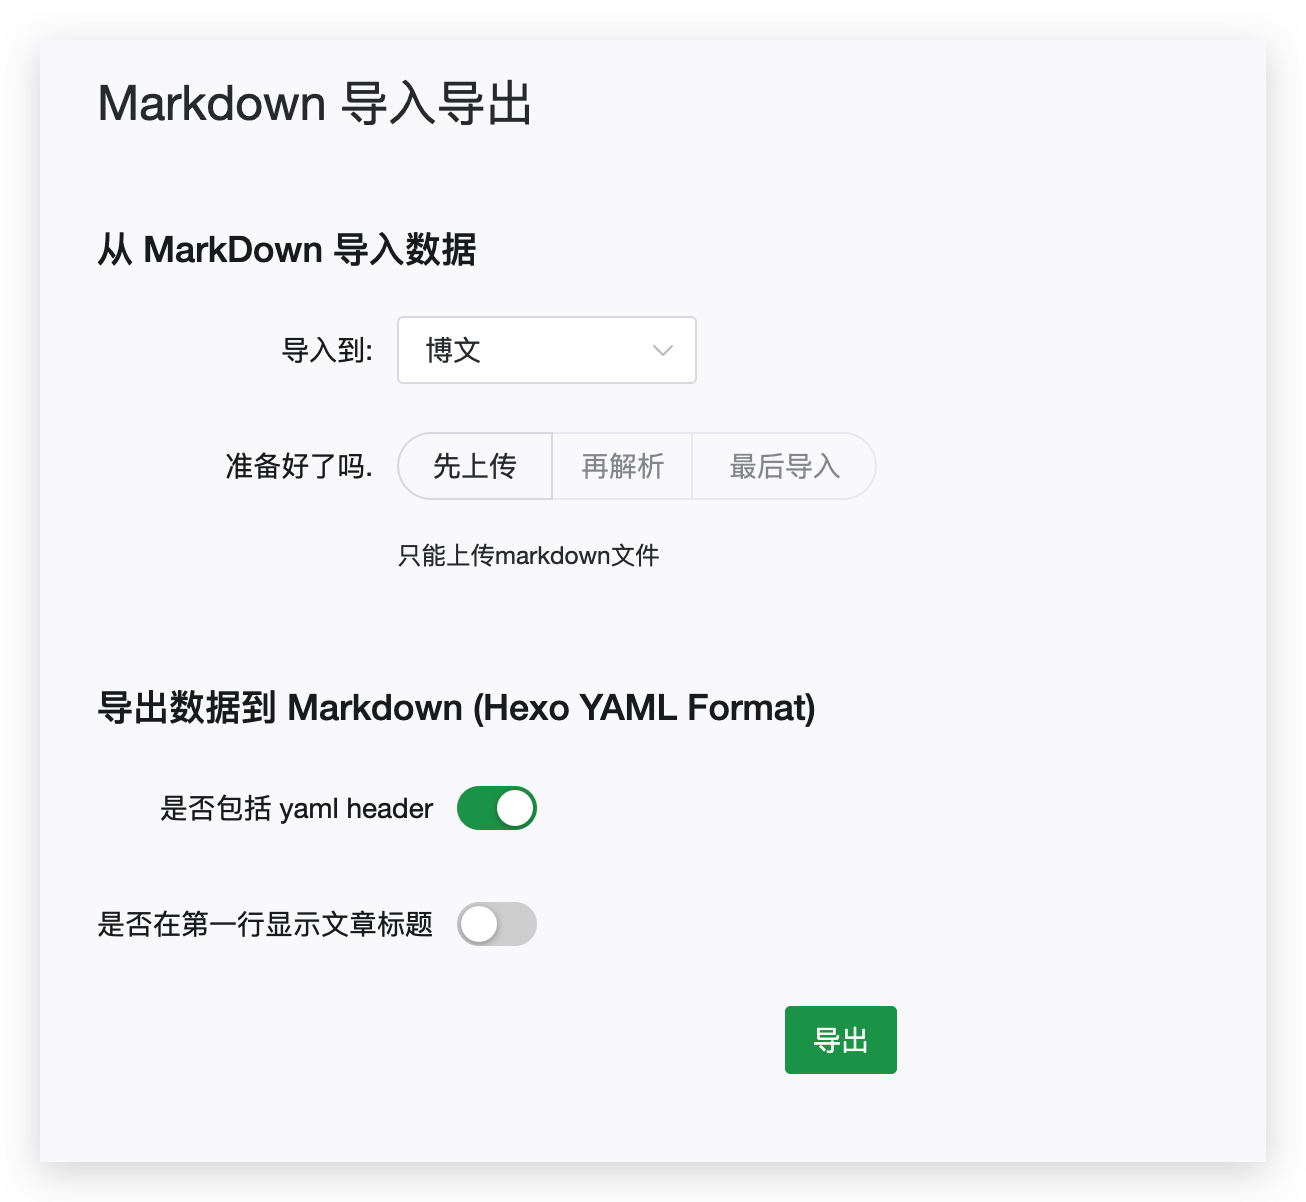 Markdown 导入导出
从 MarkDown 导入数据
导入到: 博文
准备好了吗. 先上传 再解析 最后导入
只能上传markdown文件
导出数据到 Markdown (Hexo YAML Format)
是否包括 yaml header
是否在第一行显示文章标题
导出